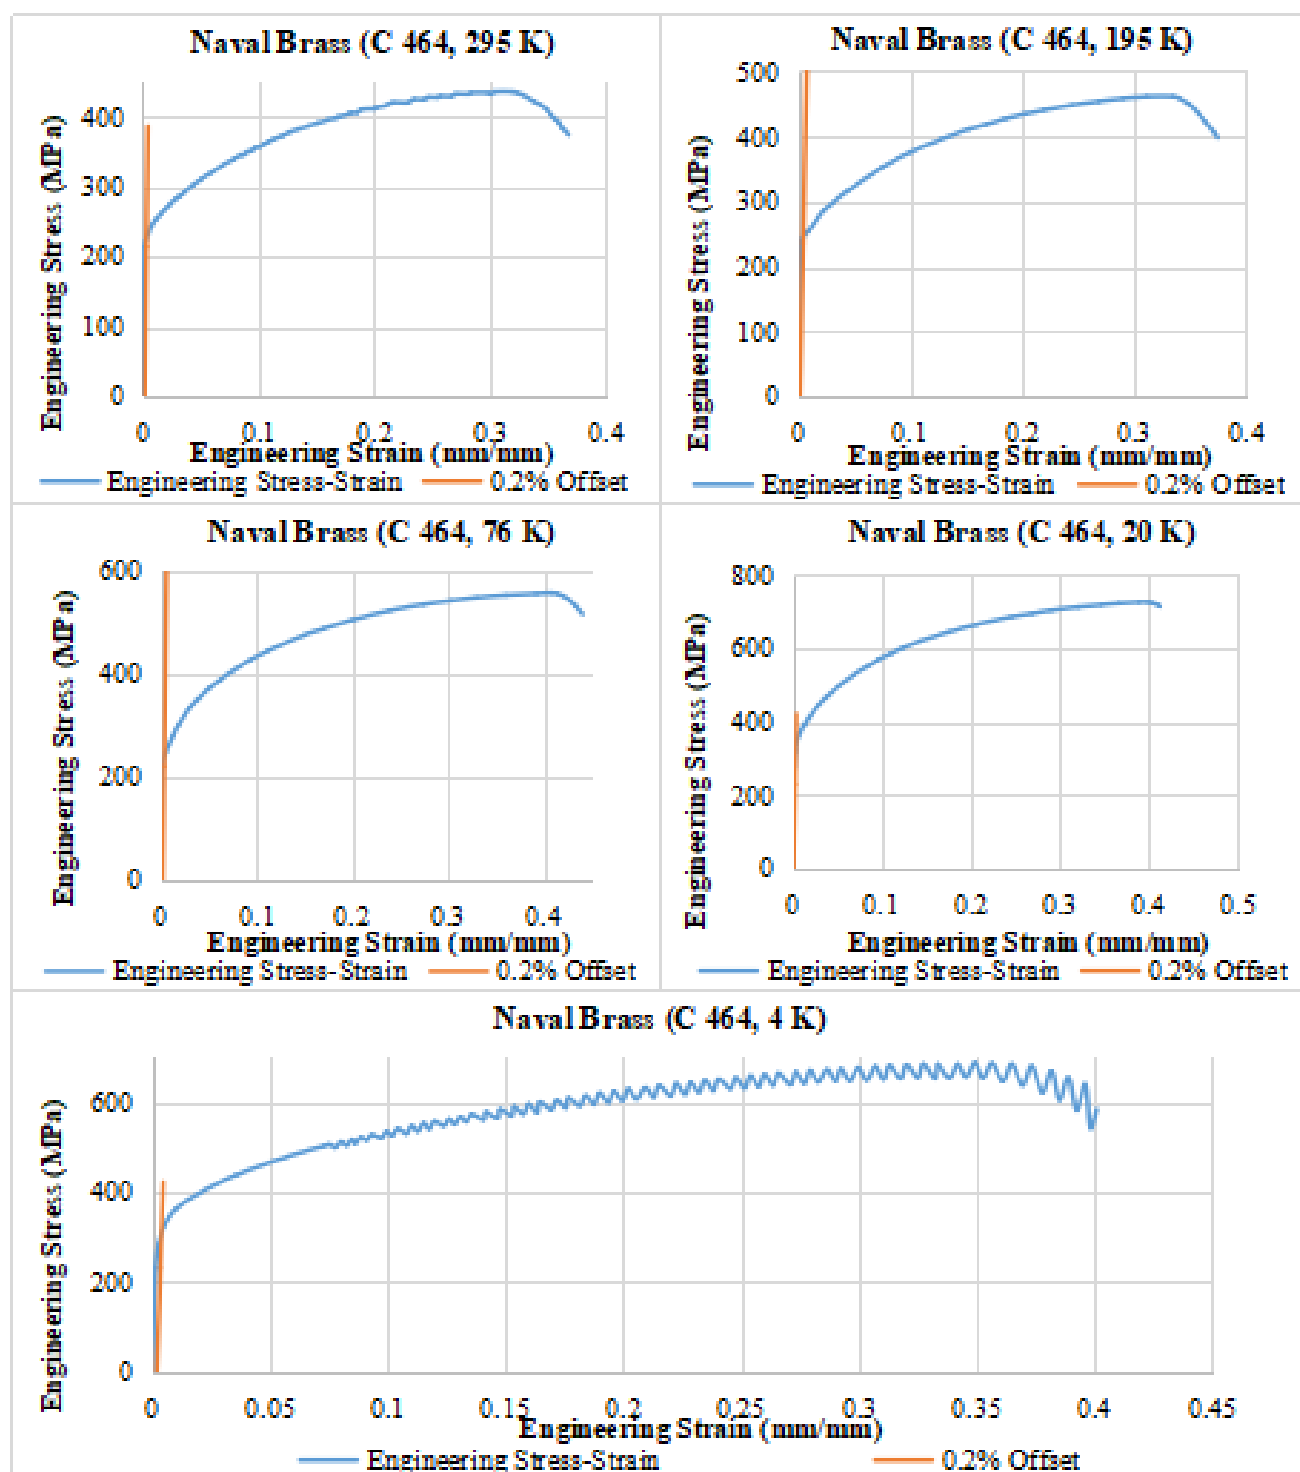 Naval Brass (C 464, 295 K)
Engineering Stress (MPa)
400
300
200
100
0
0 0.1 0.2 0.3 0.4
Engineering Strain (mm/mm)
Engineering Stress-Strain 0.2% Offset
Naval Brass (C 464, 195 K)
Engineering Stress (MPa)
500
400
300
200
100
0
0 0.1 0.2 0.3 0.4
Engineering Strain (mm/mm)
Engineering Stress-Strain 0.2% Offset
Naval Brass (C 464, 76 K)
Engineering Stress (MPa)
600
400
200
0
0 0.1 0.2 0.3 0.4
Engineering Strain (mm/mm)
Engineering Stress-Strain 0.2% Offset
Naval Brass (C 464, 20 K)
Engineering Stress (MPa)
800
600
400
200
0
0 0.1 0.2 0.3 0.4 0.5
Engineering Strain (mm/mm)
Engineering Stress-Strain 0.2% Offset
Naval Brass (C 464, 4 K)
Engineering Stress (MPa)
600
400
200
0
0 0.05 0.1 0.15 0.2 0.25 0.3 0.35 0.4 0.45
Engineering Strain (mm/mm)
Engineering Stress-Strain 0.2% Offset